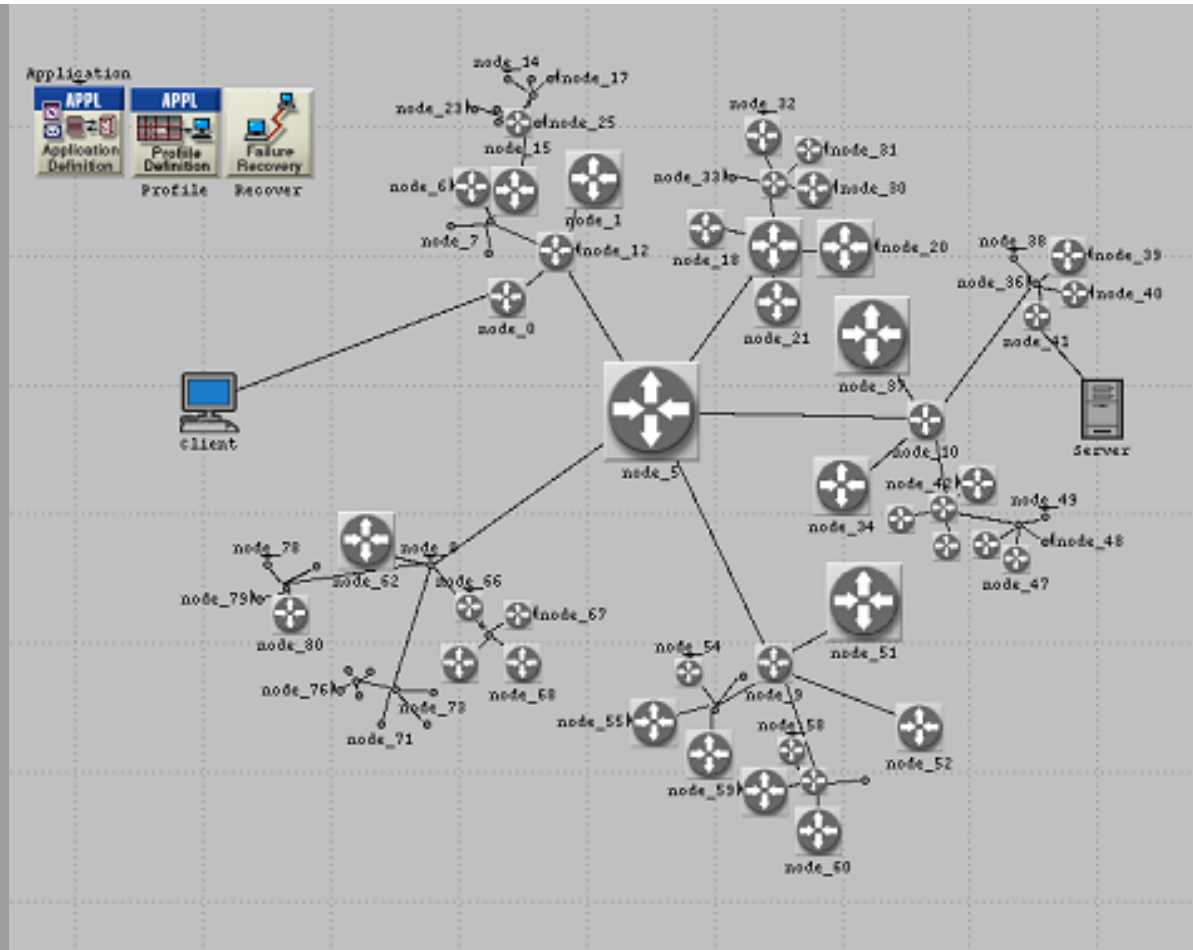 Application
APPL
Application
Definition
APPL
Profile
Definition
Profile
Failure
Recovery
Recover
node_14
node_17
node_23
node_25
node_15
node_6
node_1
node_7
node_12
node_0
node_32
node_31
node_33
node_30
node_18
node_20
node_21
node_38
node_39
node_36
node_40
node_41
node_37
Client
Server
node_5
node_10
node_42
node_34
node_49
node_48
node_47
node_78
node_8
node_62
node_66
node_79
node_67
node_80
node_68
node_76
node_73
node_71
node_51
node_54
node_9
node_55
node_58
node_52
node_59
node_60